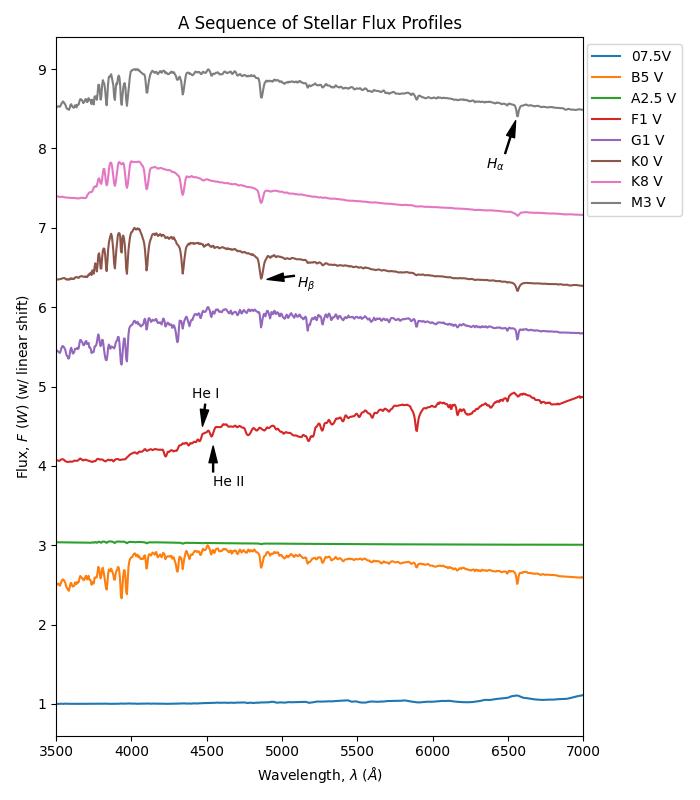 A Sequence of Stellar Flux Profiles
Flux, F (W) (w/ linear shift)
9
8
7
6
5
4
3
2
1
Hα
Hβ
He I
He II
3500 4000 4500 5000 5500 6000 6500 7000
Wavelength, λ (Å)
07.5V
B5 V
A2.5 V
F1 V
G1 V
K0 V
K8 V
M3 V